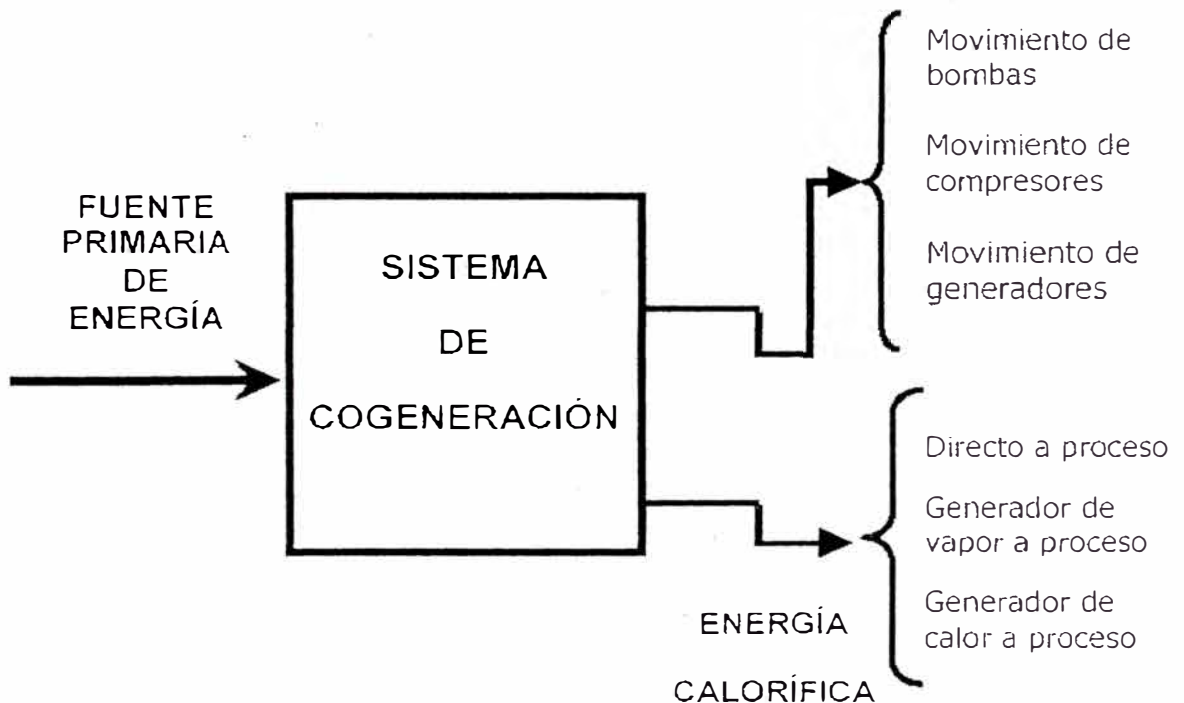 FUENTE
PRIMARIA
DE
ENERGÍA
SISTEMA
DE
COGENERACIÓN
Movimiento de
bombas
Movimiento de
compresores
Movimiento de
generadores
Directo a proceso
Generador de
vapor a proceso
Generador de
calor a proceso
ENERGÍA
CALORÍFICA